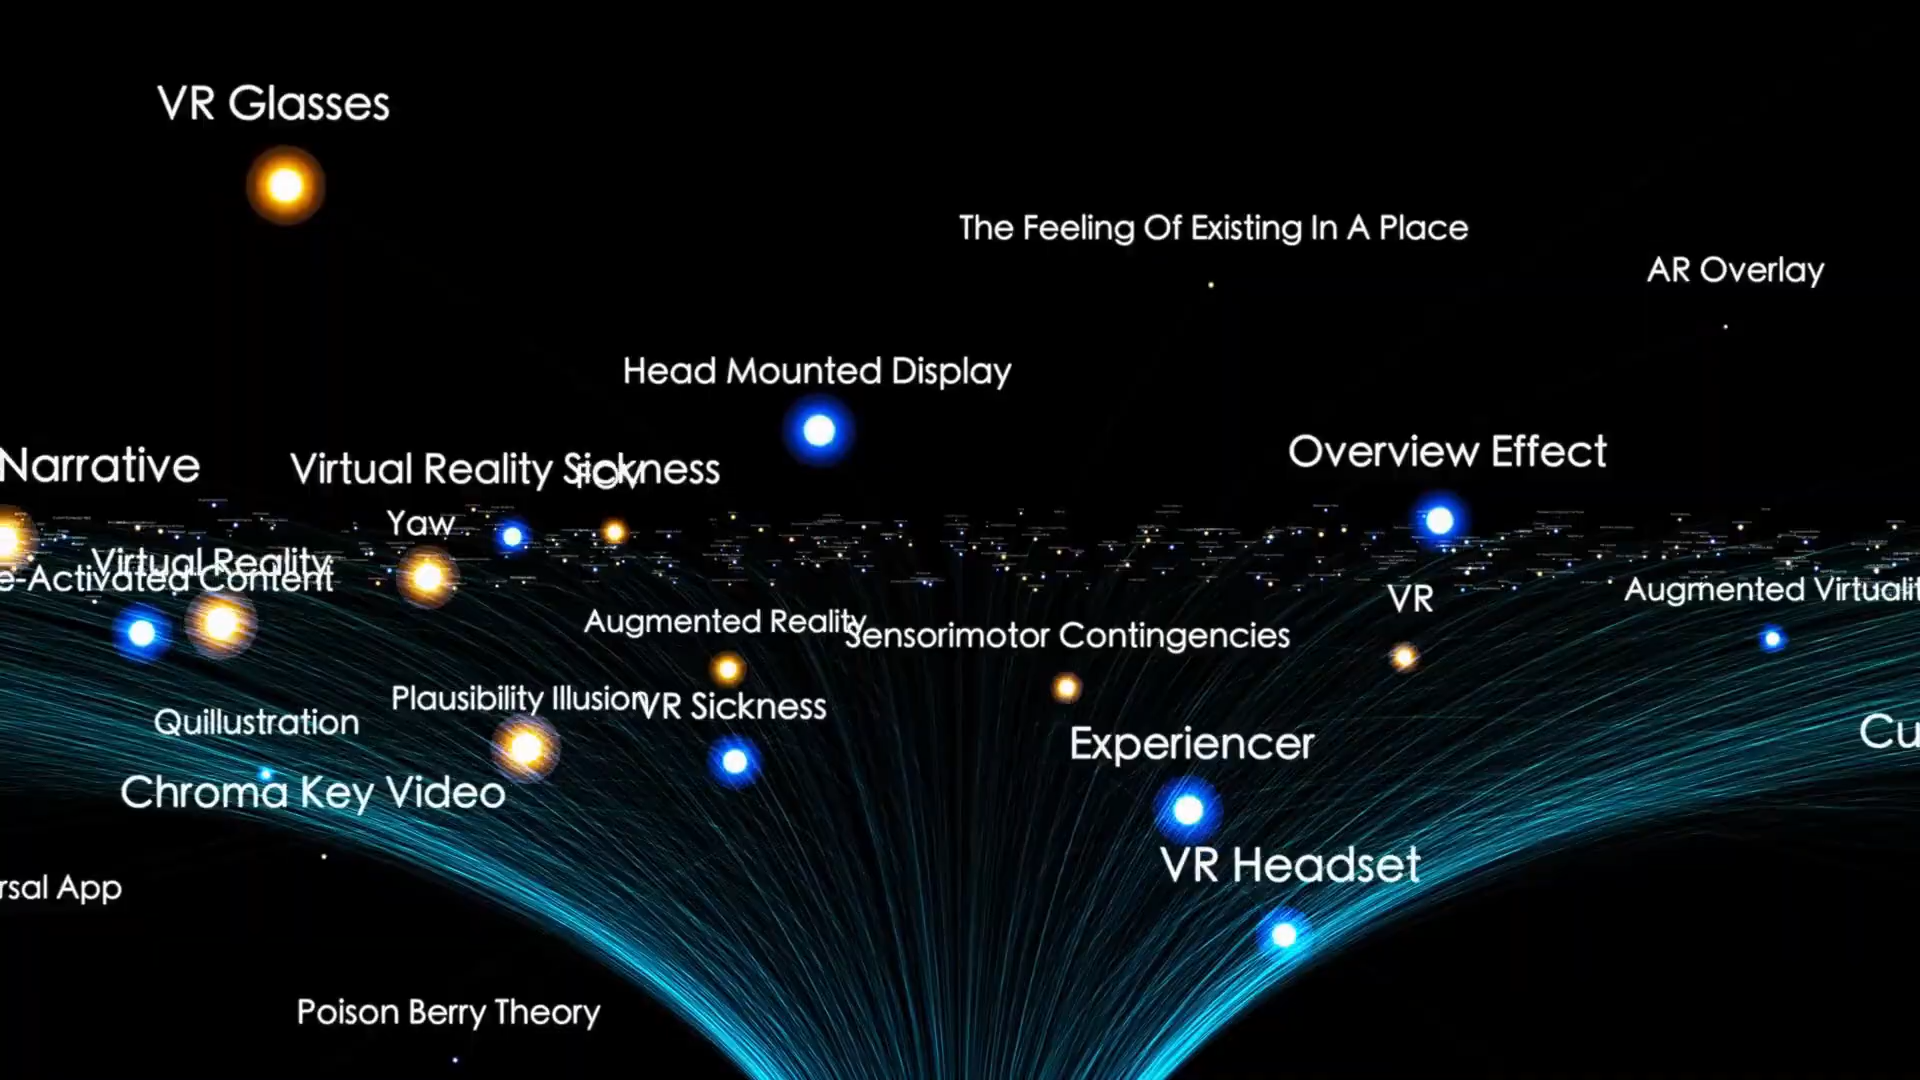 VR Glasses
The Feeling Of Existing In A Place
AR Overlay
Head Mounted Display
Overview Effect
Narrative
Virtual Reality Sickness
FOV
Yaw
Virtual Reality
e-Activated Content
Augmented Virtualit
VR
Augmented Reality
Sensorimotor Contingencies
Plausibility Illusion
VR Sickness
Quillustration
Cu
Experiencer
Chroma Key Video
VR Headset
rsal App
Poison Berry Theory